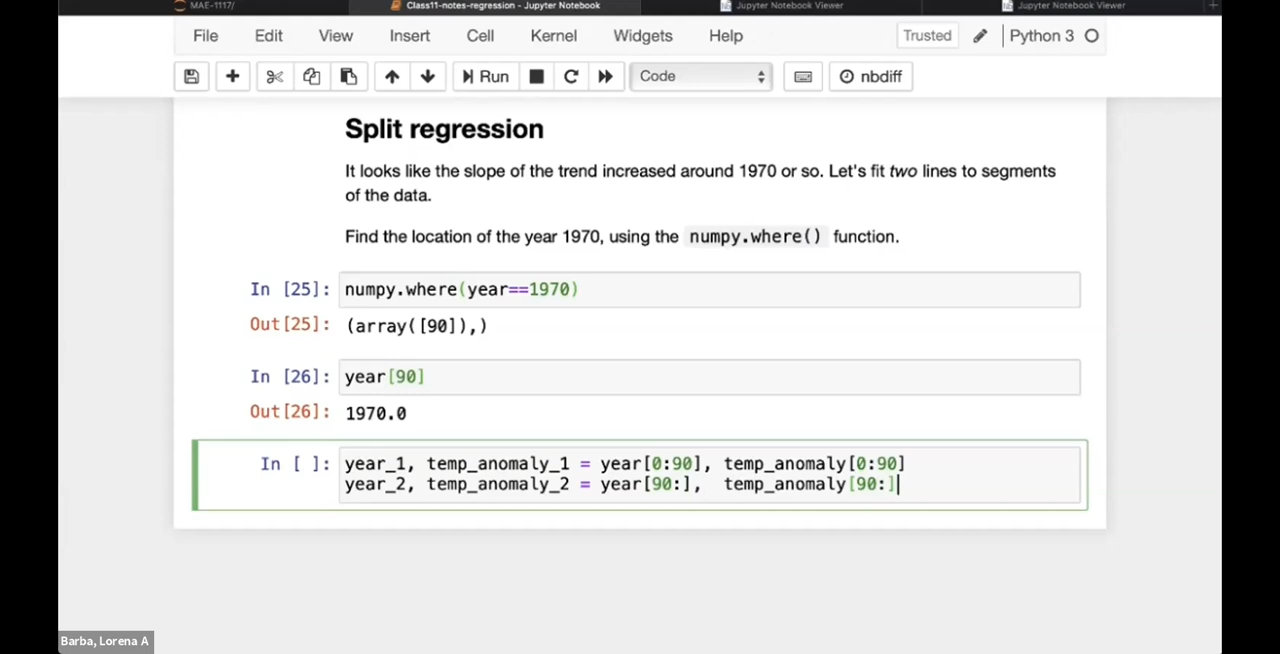 MAE-1117/
Class11-notes-regression - Jupyter Notebook
Jupyter Notebook Viewer
Jupyter Notebook Viewer
File Edit View Insert Cell Kernel Widgets Help Trusted Python 3
Run Code nbdiff
Split regression
It looks like the slope of the trend increased around 1970 or so. Let's fit two lines to segments
of the data.
Find the location of the year 1970, using the numpy.where() function.
In [25]: numpy.where(year==1970)
Out[25]: (array([90]),)
In [26]: year[90]
Out[26]: 1970.0
In [ ]: year_1, temp_anomaly_1 = year[0:90], temp_anomaly[0:90]
year_2, temp_anomaly_2 = year[90:], temp_anomaly[90:]
Barba, Lorena A